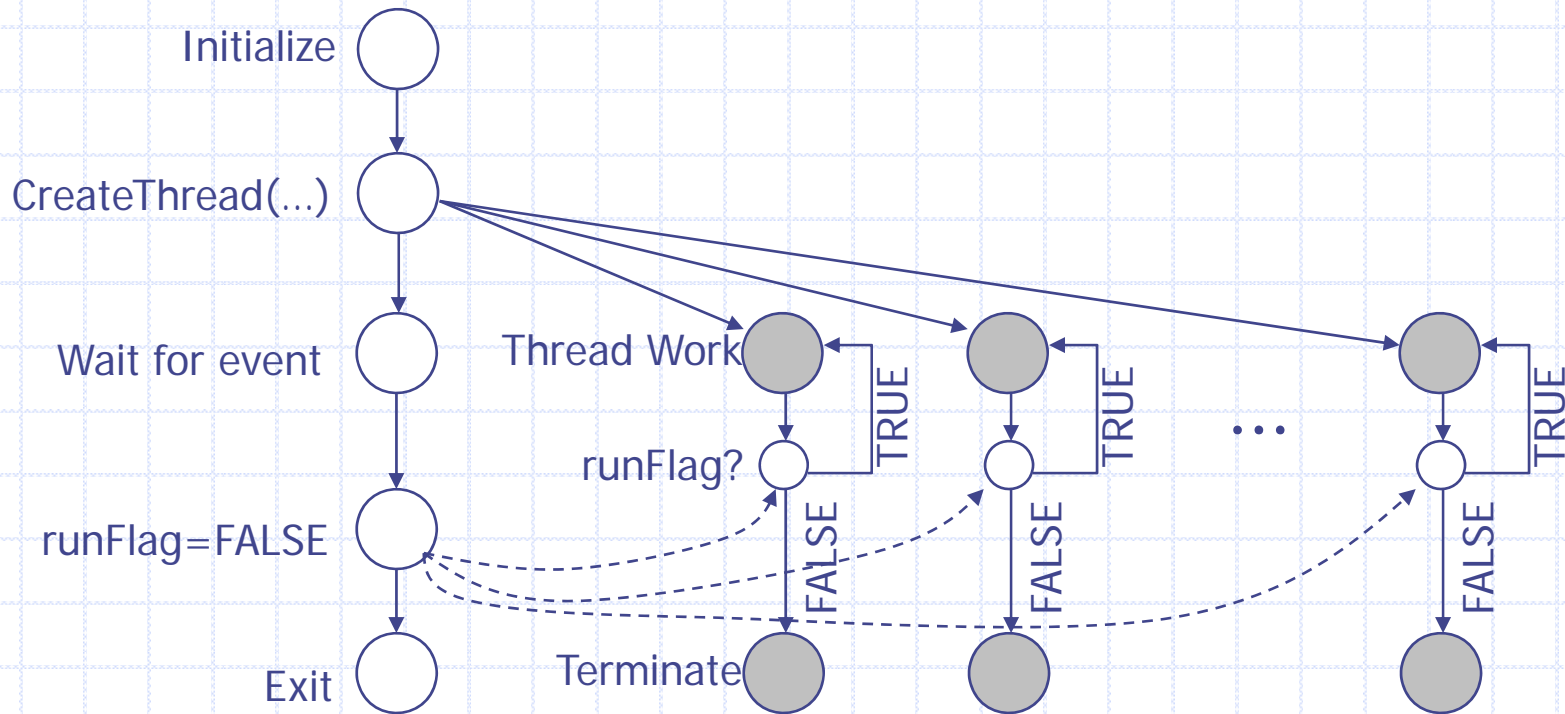 Initialize
CreateThread(...)
Wait for event
Thread Work
TRUE
TRUE
...
TRUE
runFlag?
runFlag=FALSE
FALSE
FALSE
FALSE
Exit
Terminate